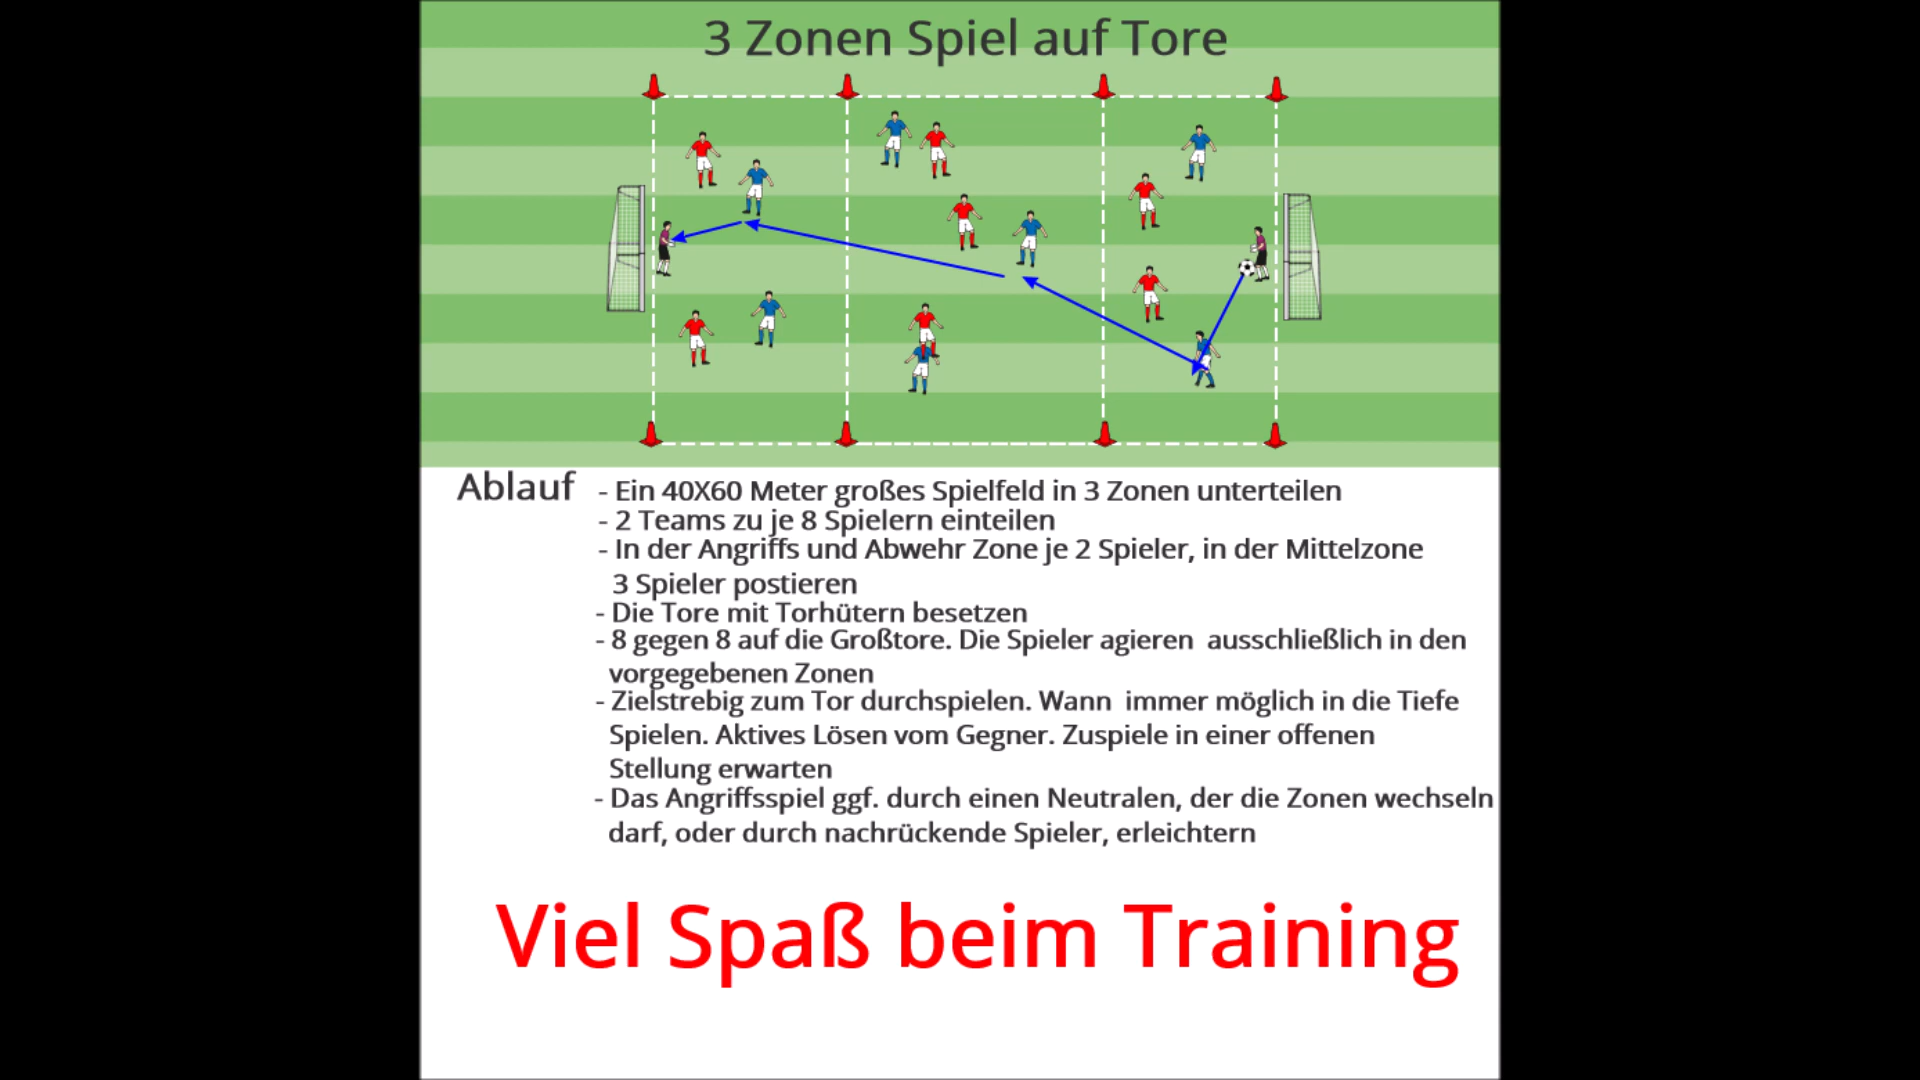 3 Zonen Spiel auf Tore
Ablauf - Ein 40X60 Meter großes Spielfeld in 3 Zonen unterteilen
- 2 Teams zu je 8 Spielern einteilen
- In der Angriffs und Abwehr Zone je 2 Spieler, in der Mittelzone
3 Spieler postieren
- Die Tore mit Torhütern besetzen
- 8 gegen 8 auf die Großtore. Die Spieler agieren ausschließlich in den
vorgegebenen Zonen
- Zielstrebig zum Tor durchspielen. Wann immer möglich in die Tiefe
Spielen. Aktives Lösen vom Gegner. Zuspiele in einer offenen
Stellung erwarten
- Das Angriffsspiel ggf. durch einen Neutralen, der die Zonen wechseln
darf, oder durch nachrückende Spieler, erleichtern
Viel Spaß beim Training